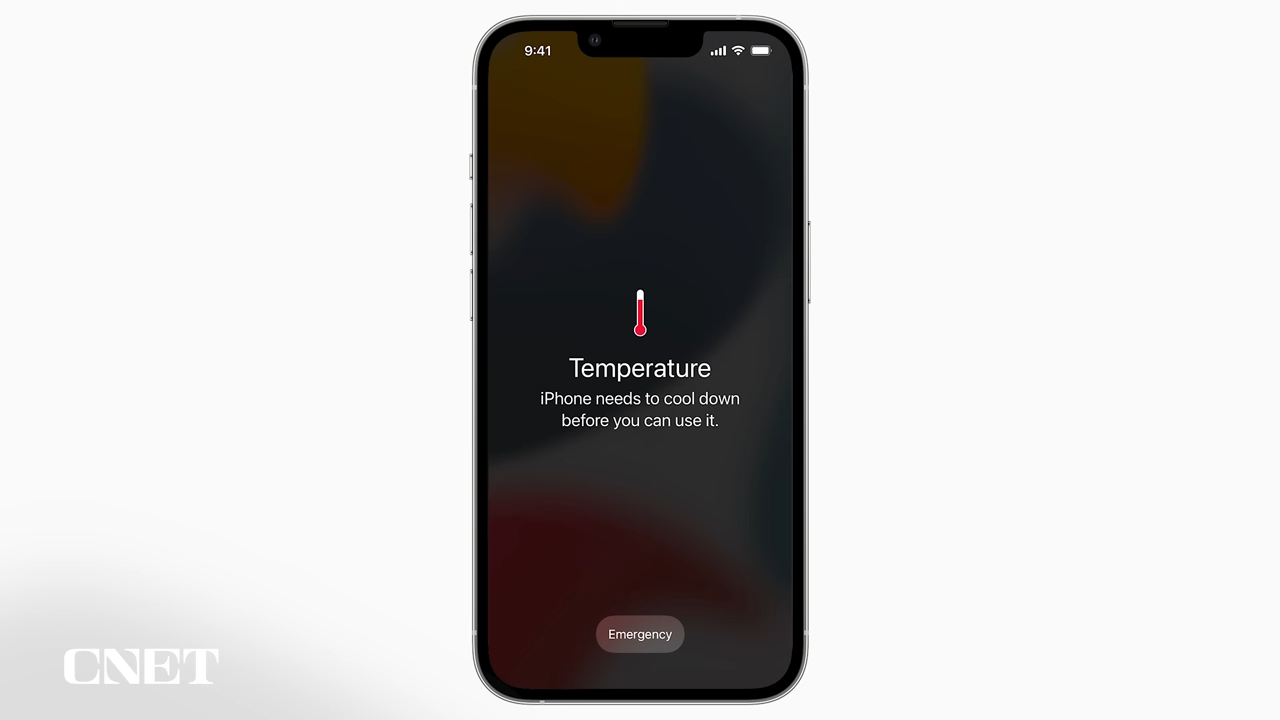 9:41
Temperature
iPhone needs to cool down
before you can use it.
Emergency
CNET